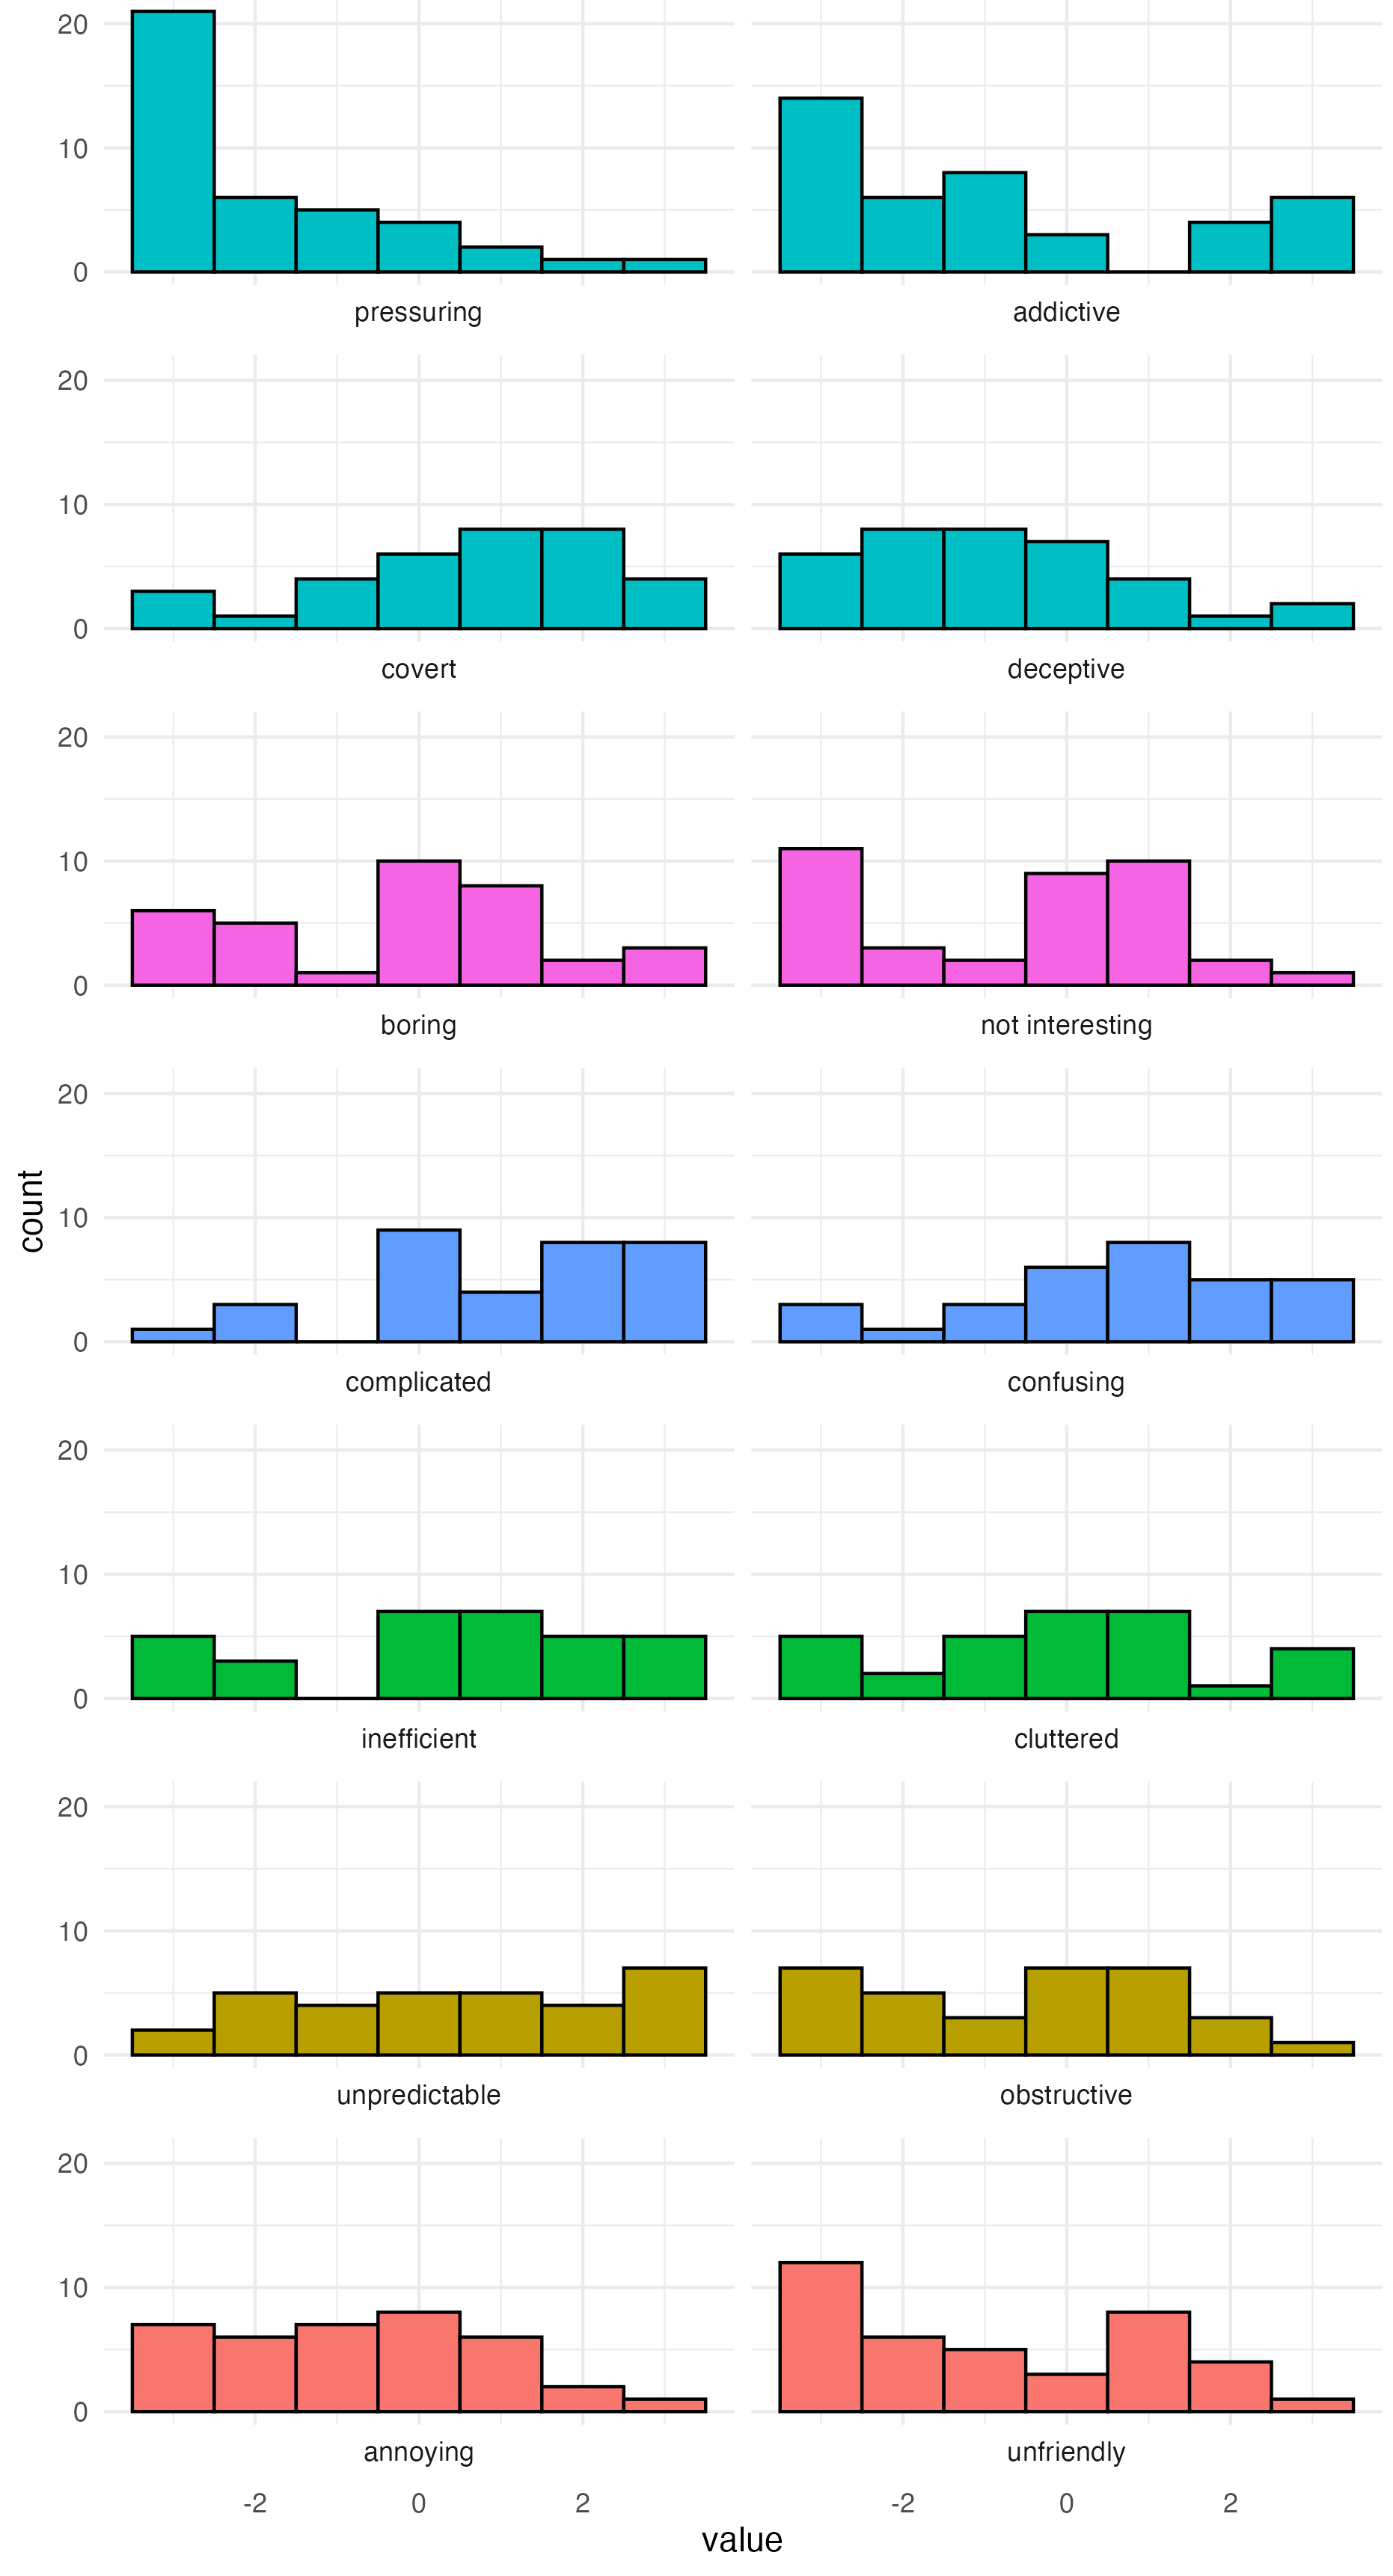 20
10
0
pressuring
addictive
20
10
0
covert
deceptive
20
10
0
boring
not interesting
20
10
0
complicated
confusing
count
20
10
0
inefficient
cluttered
20
10
0
unpredictable
obstructive
20
10
0
annoying
unfriendly
-2 0 2
-2 0 2
value